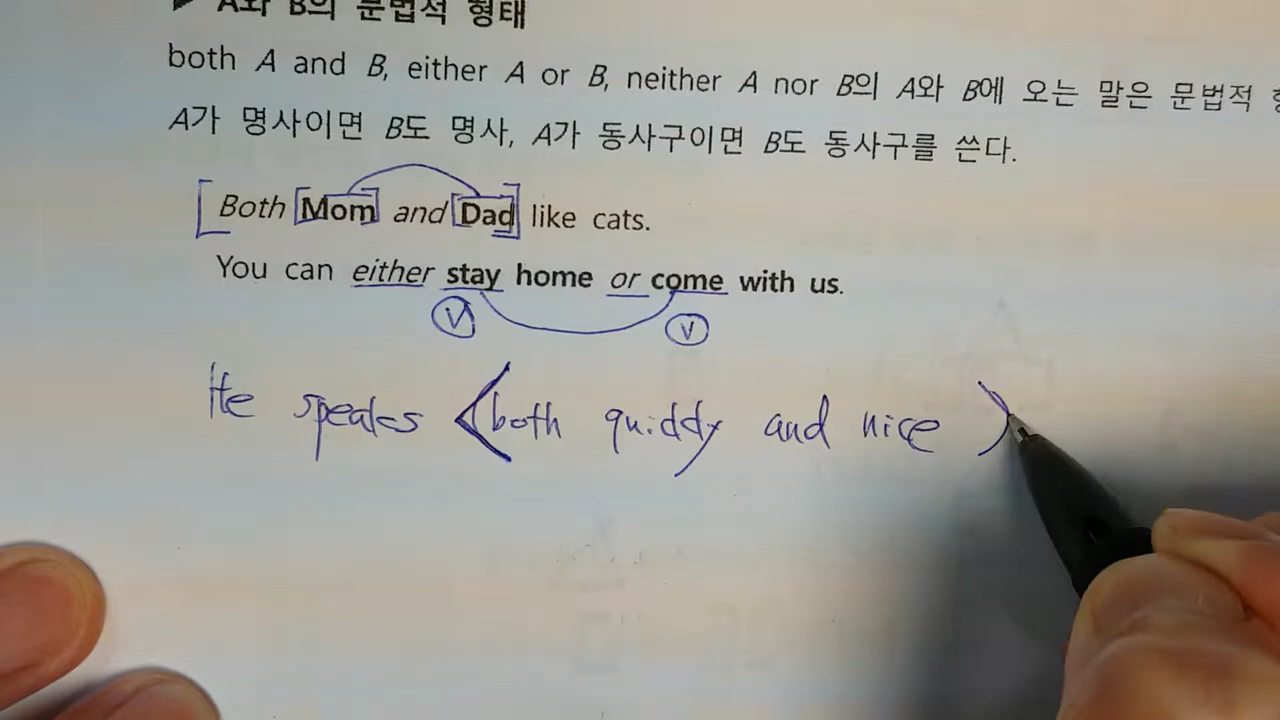 ▶ A와 B의 문법적 형태
both A and B, either A or B, neither A nor B의 A와 B에 오는 말은 문법적
A가 명사이면 B도 명사, A가 동사구이면 B도 동사구를 쓴다.
Both Mom and Dad like cats.
You can either stay home or come with us.
V V
He speaks <both quickly and nice )